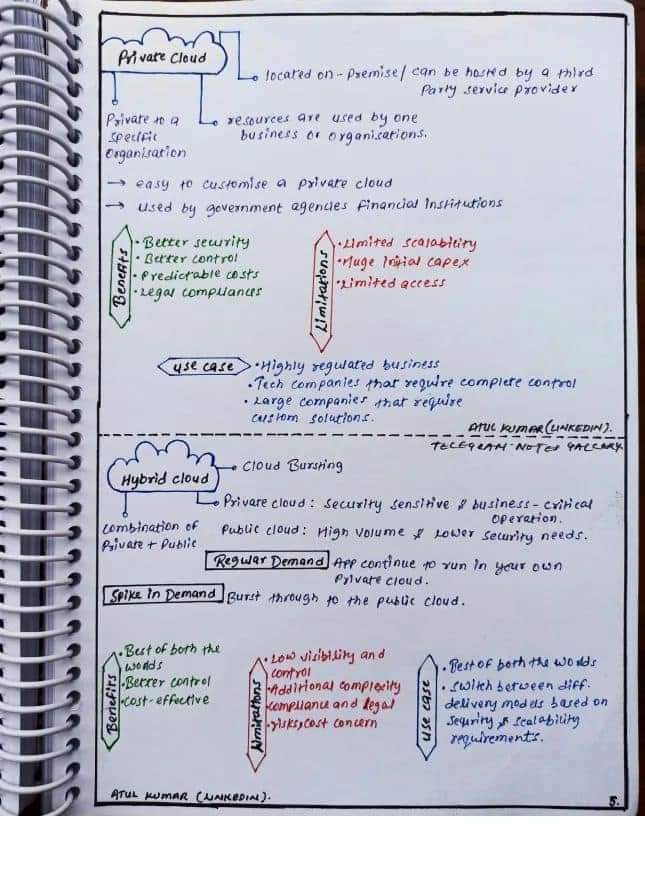 Private Cloud
located on-Premise/ can be hosted by a third
Party service provider
Private to a
specific
Organisation
resources are used by one
business or organisations.
→ easy to customise a private cloud
→ used by government agencies financial institutions
Benefits
• Better security
• Better control
• Predictable costs
• Legal compliances
Limitations
• Limited scalability
• Huge initial capex
• Limited access
use case
• Highly regulated business
• Tech companies that require complete control
• Large companies that require
custom solutions.
ATUL KUMAR (LINKEDIN).
TELEGRAM - NOTES GALLERY.
Hybrid cloud
Cloud Bursting
combination of
Private + Public
Private cloud : security sensitive & business - critical
operation.
Public cloud : High volume & Lower security needs.
Regular Demand App continue to run in your own
Private cloud.
Spike in Demand Burst through to the public cloud.
Benefits
• Best of both the
worlds
• Better control
• cost-effective
Limitations
• Low visibility and
control
• Additional complexity
• compliance and legal
• risks, cost concern
use case
• Best of both the worlds
• switch between diff.
delivery models based on
security & scalability
requirements.
ATUL KUMAR (LINKEDIN).
5.